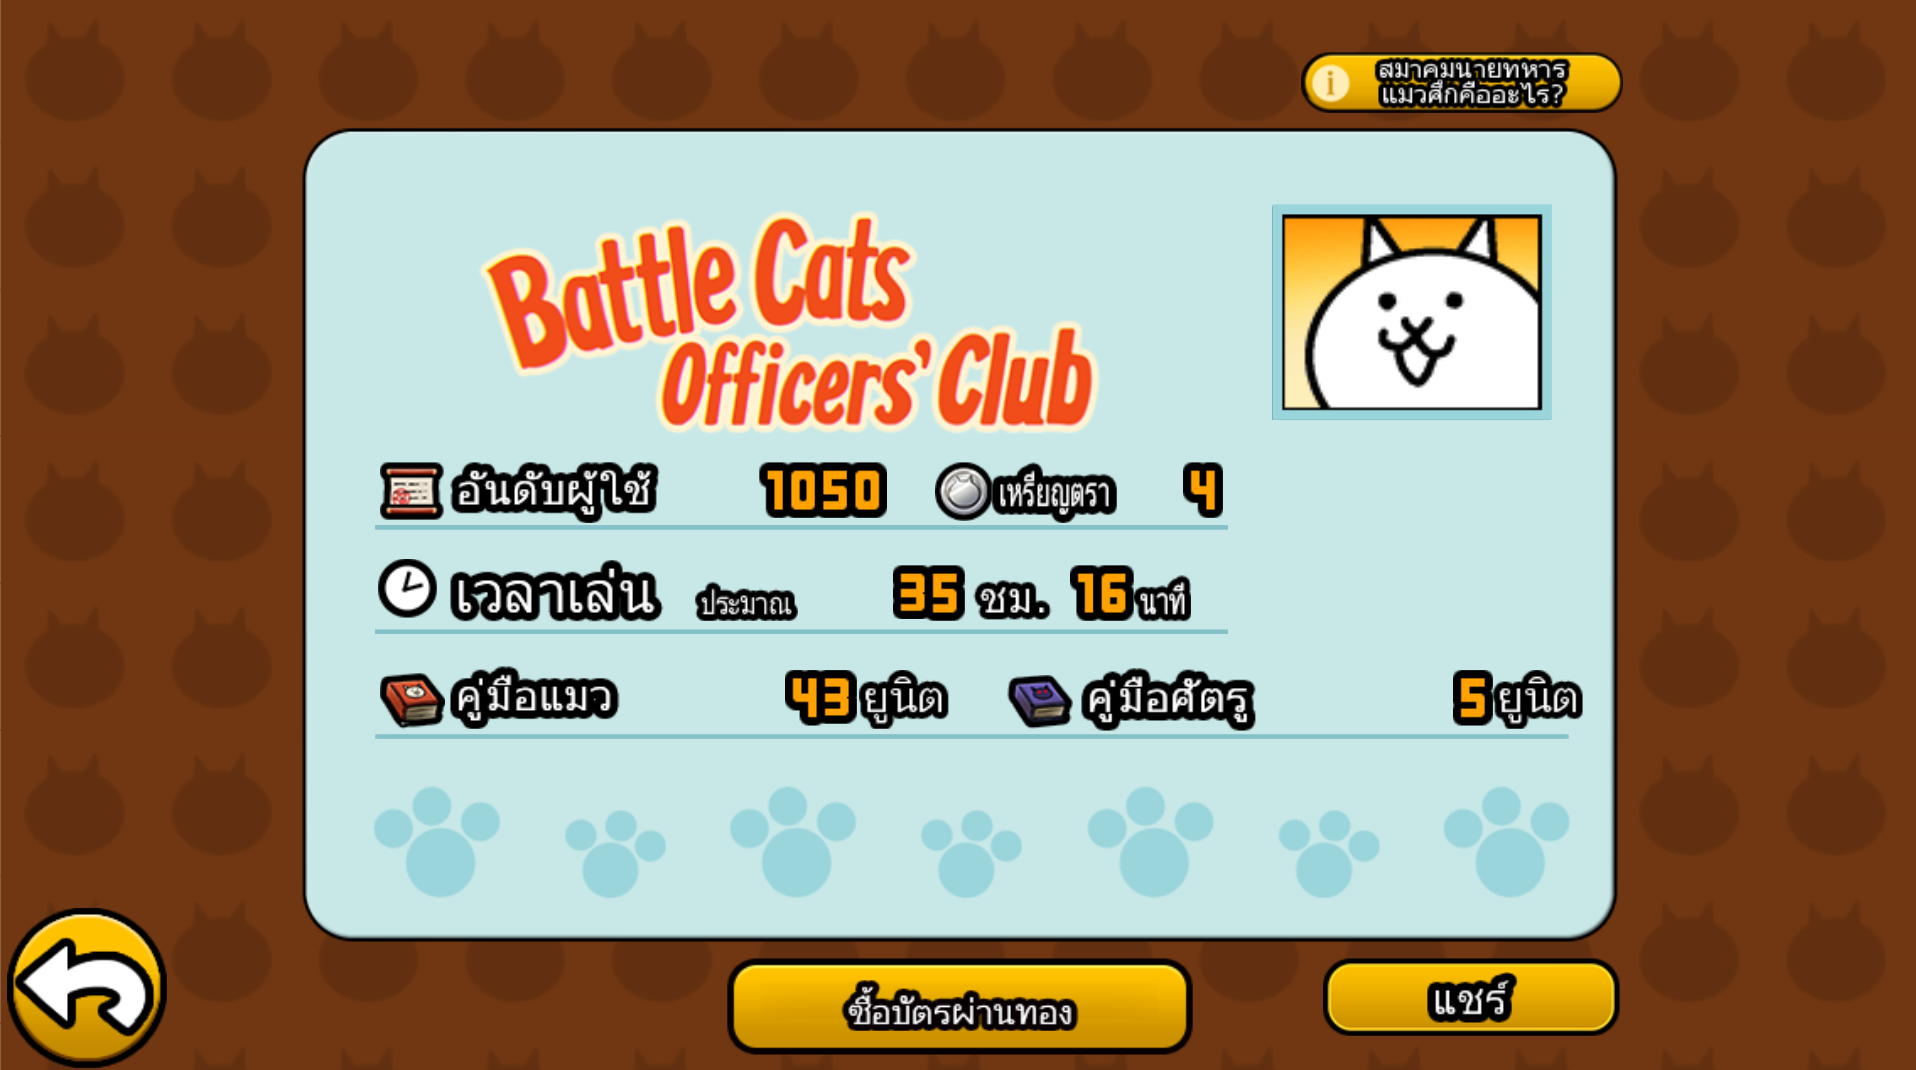 สมาคมนายทหาร
แมวศึกคืออะไร?
Battle Cats
Officers' Club
อันดับผู้ใช้ 1050 เหรียญตรา 4
เวลาเล่น ประมาณ 35 ชม. 16 นาที
คู่มือแมว 43 ยูนิต คู่มือศัตรู 5 ยูนิต
ซื้อบัตรผ่านทอง
แชร์